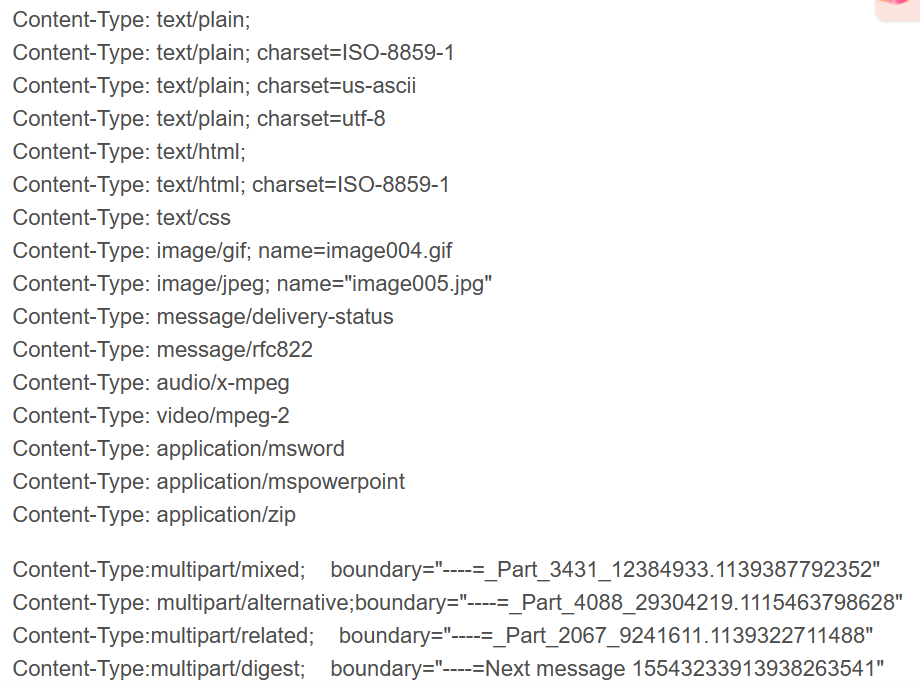 Content-Type: text/plain;
Content-Type: text/plain; charset=ISO-8859-1
Content-Type: text/plain; charset=us-ascii
Content-Type: text/plain; charset=utf-8
Content-Type: text/html;
Content-Type: text/html; charset=ISO-8859-1
Content-Type: text/css
Content-Type: image/gif; name=image004.gif
Content-Type: image/jpeg; name="image005.jpg"
Content-Type: message/delivery-status
Content-Type: message/rfc822
Content-Type: audio/x-mpeg
Content-Type: video/mpeg-2
Content-Type: application/msword
Content-Type: application/mspowerpoint
Content-Type: application/zip
Content-Type:multipart/mixed;    boundary="----=_Part_3431_12384933.1139387792352"
Content-Type: multipart/alternative;boundary="----=_Part_4088_29304219.1115463798628"
Content-Type:multipart/related;    boundary="----=_Part_2067_9241611.1139322711488"
Content-Type:multipart/digest;    boundary="----=Next message 15543233913938263541"